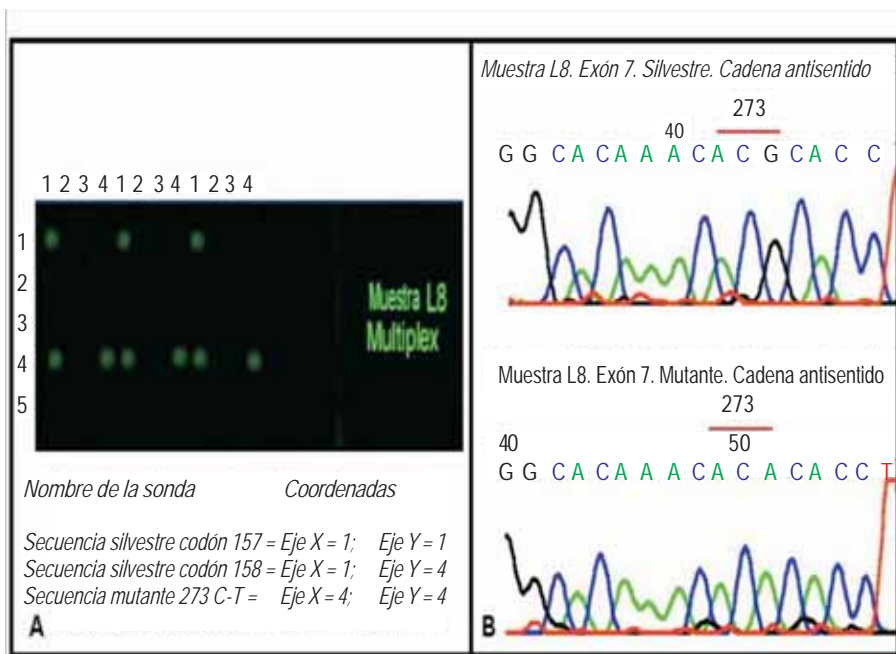 1 2 3 4 1 2 3 4 1 2 3 4
1
2
3
4
5
Muestra L8
Multiplex
Nombre de la sonda Coordenadas
Secuencia silvestre codón 157 = Eje X = 1; Eje Y = 1
Secuencia silvestre codón 158 = Eje X = 1; Eje Y = 4
Secuencia mutante 273 C-T = Eje X = 4; Eje Y = 4
A
Muestra L8. Exón 7. Silvestre. Cadena antisentido
273
40
G G C A C A A A C A C G C A C C
Muestra L8. Exón 7. Mutante. Cadena antisentido
273
40 50
G G C A C A A A C A C A C A C C T
B